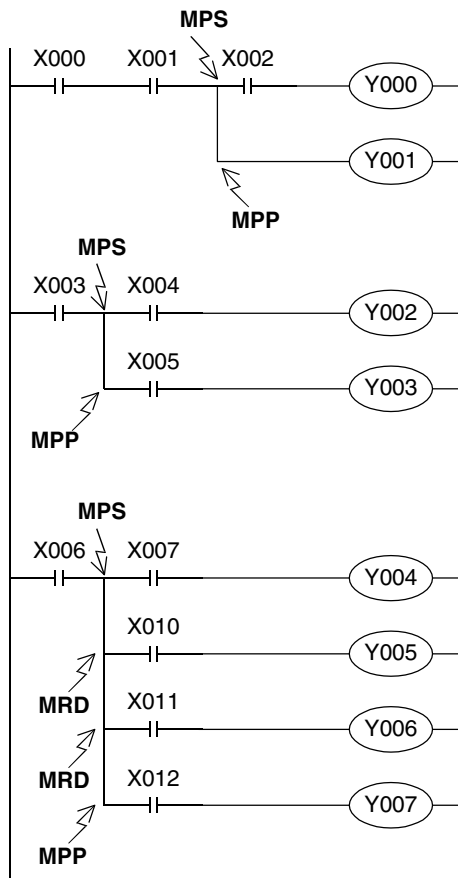 MPS
X000 X001 X002 Y000
Y001
MPP
MPS
X003 X004 Y002
X005 Y003
MPP
MPS
X006 X007 Y004
X010 Y005
MRD
X011 Y006
MRD
X012 Y007
MPP